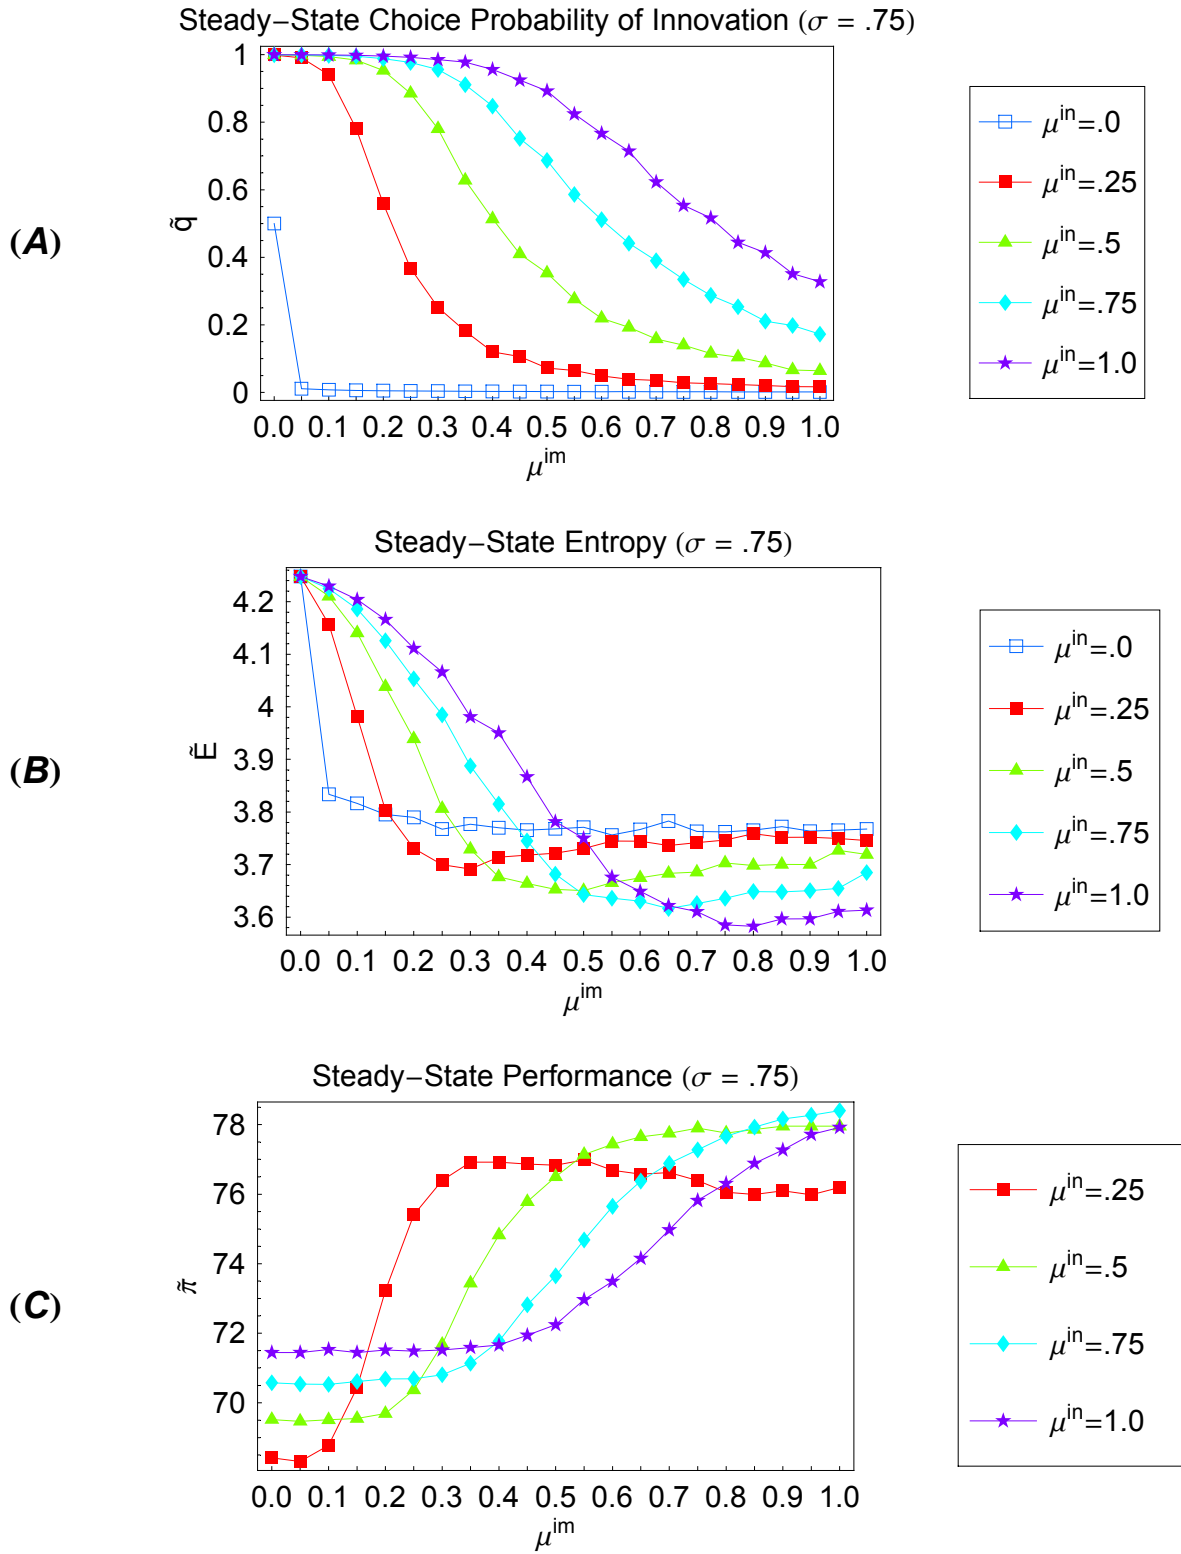 Steady−State Choice Probability of Innovation (σ = .75)
(A)
q̃
1
0.8
0.6
0.4
0.2
0
0.0 0.1 0.2 0.3 0.4 0.5 0.6 0.7 0.8 0.9 1.0
μ^im
μ^in=.0
μ^in=.25
μ^in=.5
μ^in=.75
μ^in=1.0
Steady−State Entropy (σ = .75)
(B)
Ẽ
4.2
4.1
4
3.9
3.8
3.7
3.6
0.0 0.1 0.2 0.3 0.4 0.5 0.6 0.7 0.8 0.9 1.0
μ^im
μ^in=.0
μ^in=.25
μ^in=.5
μ^in=.75
μ^in=1.0
Steady−State Performance (σ = .75)
(C)
π̃
78
76
74
72
70
0.0 0.1 0.2 0.3 0.4 0.5 0.6 0.7 0.8 0.9 1.0
μ^im
μ^in=.25
μ^in=.5
μ^in=.75
μ^in=1.0